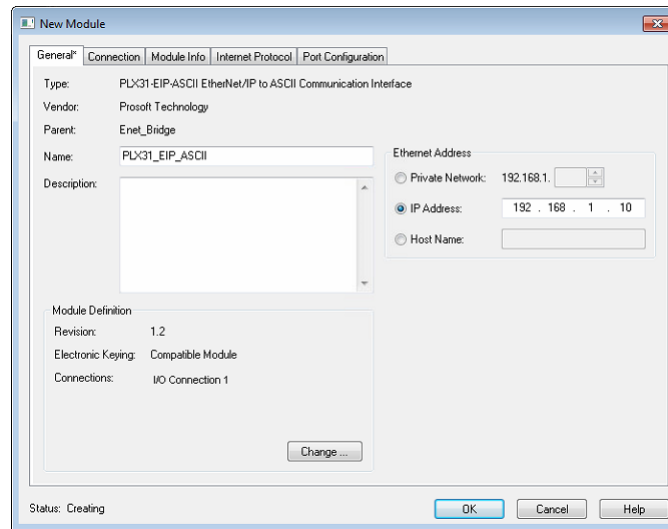 New Module
General* Connection Module Info Internet Protocol Port Configuration
Type: PLX31-EIP-ASCII EtherNet/IP to ASCII Communication Interface
Vendor: Prosoft Technology
Parent: Enet_Bridge
Name: PLX31_EIP_ASCII
Description:
Ethernet Address
Private Network: 192.168.1.
IP Address: 192 . 168 . 1 . 10
Host Name:
Module Definition
Revision: 1.2
Electronic Keying: Compatible Module
Connections: I/O Connection 1
Change ...
Status: Creating
OK Cancel Help